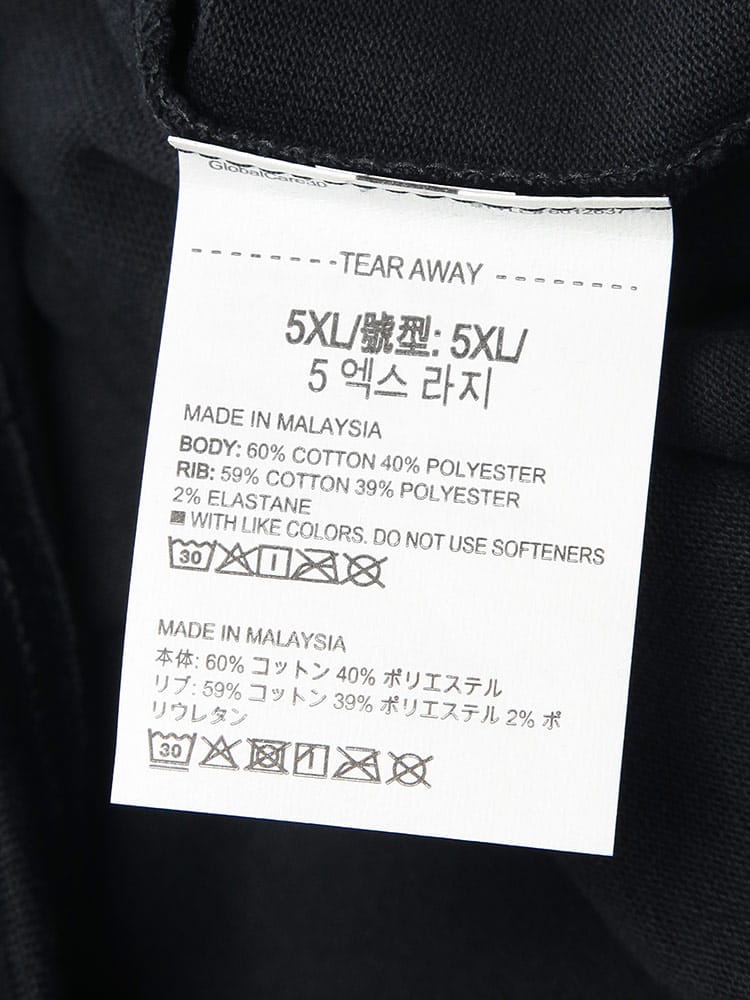 GlobalCare30
- - - - - - - - -TEAR AWAY - - - - - - - - -
5XL/號型: 5XL/
5 엑스 라지
MADE IN MALAYSIA
BODY: 60% COTTON 40% POLYESTER
RIB: 59% COTTON 39% POLYESTER
2% ELASTANE
■ WITH LIKE COLORS. DO NOT USE SOFTENERS
30
MADE IN MALAYSIA
本体: 60% コットン 40% ポリエステル
リブ: 59% コットン 39% ポリエステル 2% ポ
リウレタン
30